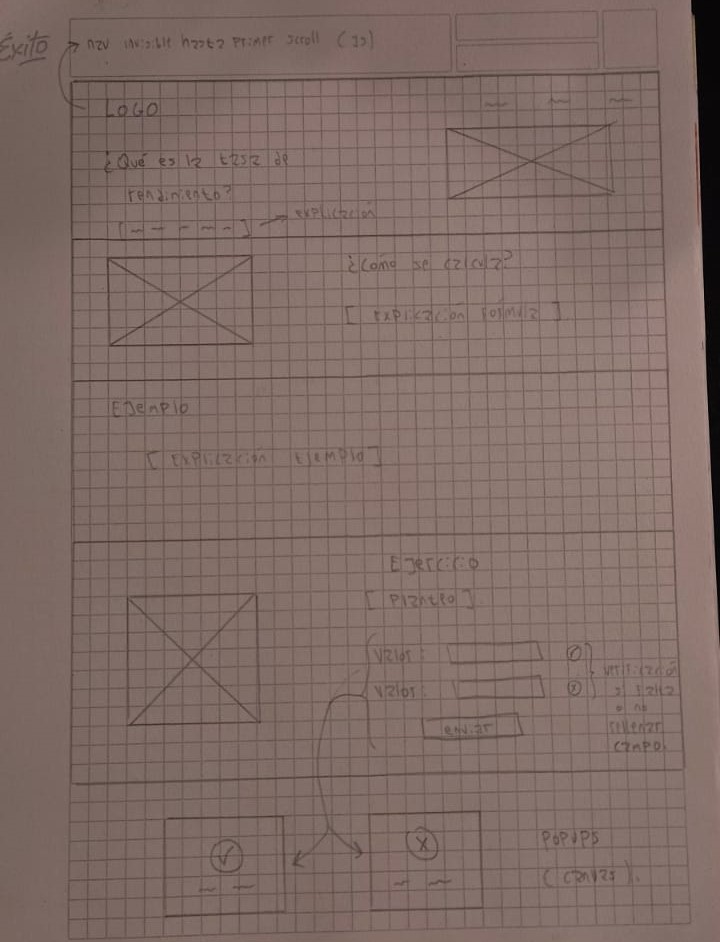 Éxito
nav invisible hasta primer scroll (JS)
LOGO
¿Qué es la tasa de
rendimiento?
explicación
¿Cómo se calcula?
[ explicación fórmula ]
Ejemplo
[ Explicación ejemplo ]
Ejercicio
[ Planteo ]
Valor:
Valor:
verificación
si falta
o no
rellenar
campo.
enviar
POPUPS
(canvas).